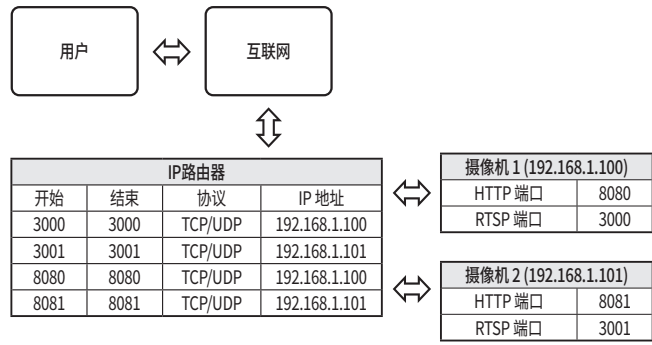 用户
互联网
IP路由器
开始 结束 协议 IP 地址
3000 3000 TCP/UDP 192.168.1.100
3001 3001 TCP/UDP 192.168.1.101
8080 8080 TCP/UDP 192.168.1.100
8081 8081 TCP/UDP 192.168.1.101
摄像机 1 (192.168.1.100)
HTTP 端口 8080
RTSP 端口 3000
摄像机 2 (192.168.1.101)
HTTP 端口 8081
RTSP 端口 3001